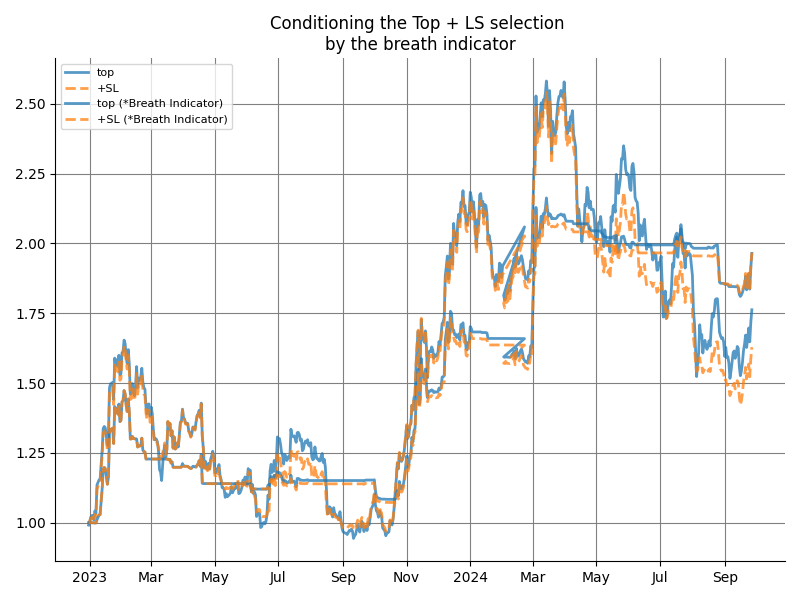 Conditioning the Top + LS selection
by the breath indicator
top
+SL
top (*Breath Indicator)
+SL (*Breath Indicator)
2.50
2.25
2.00
1.75
1.50
1.25
1.00
2023 Mar May Jul Sep Nov 2024 Mar May Jul Sep